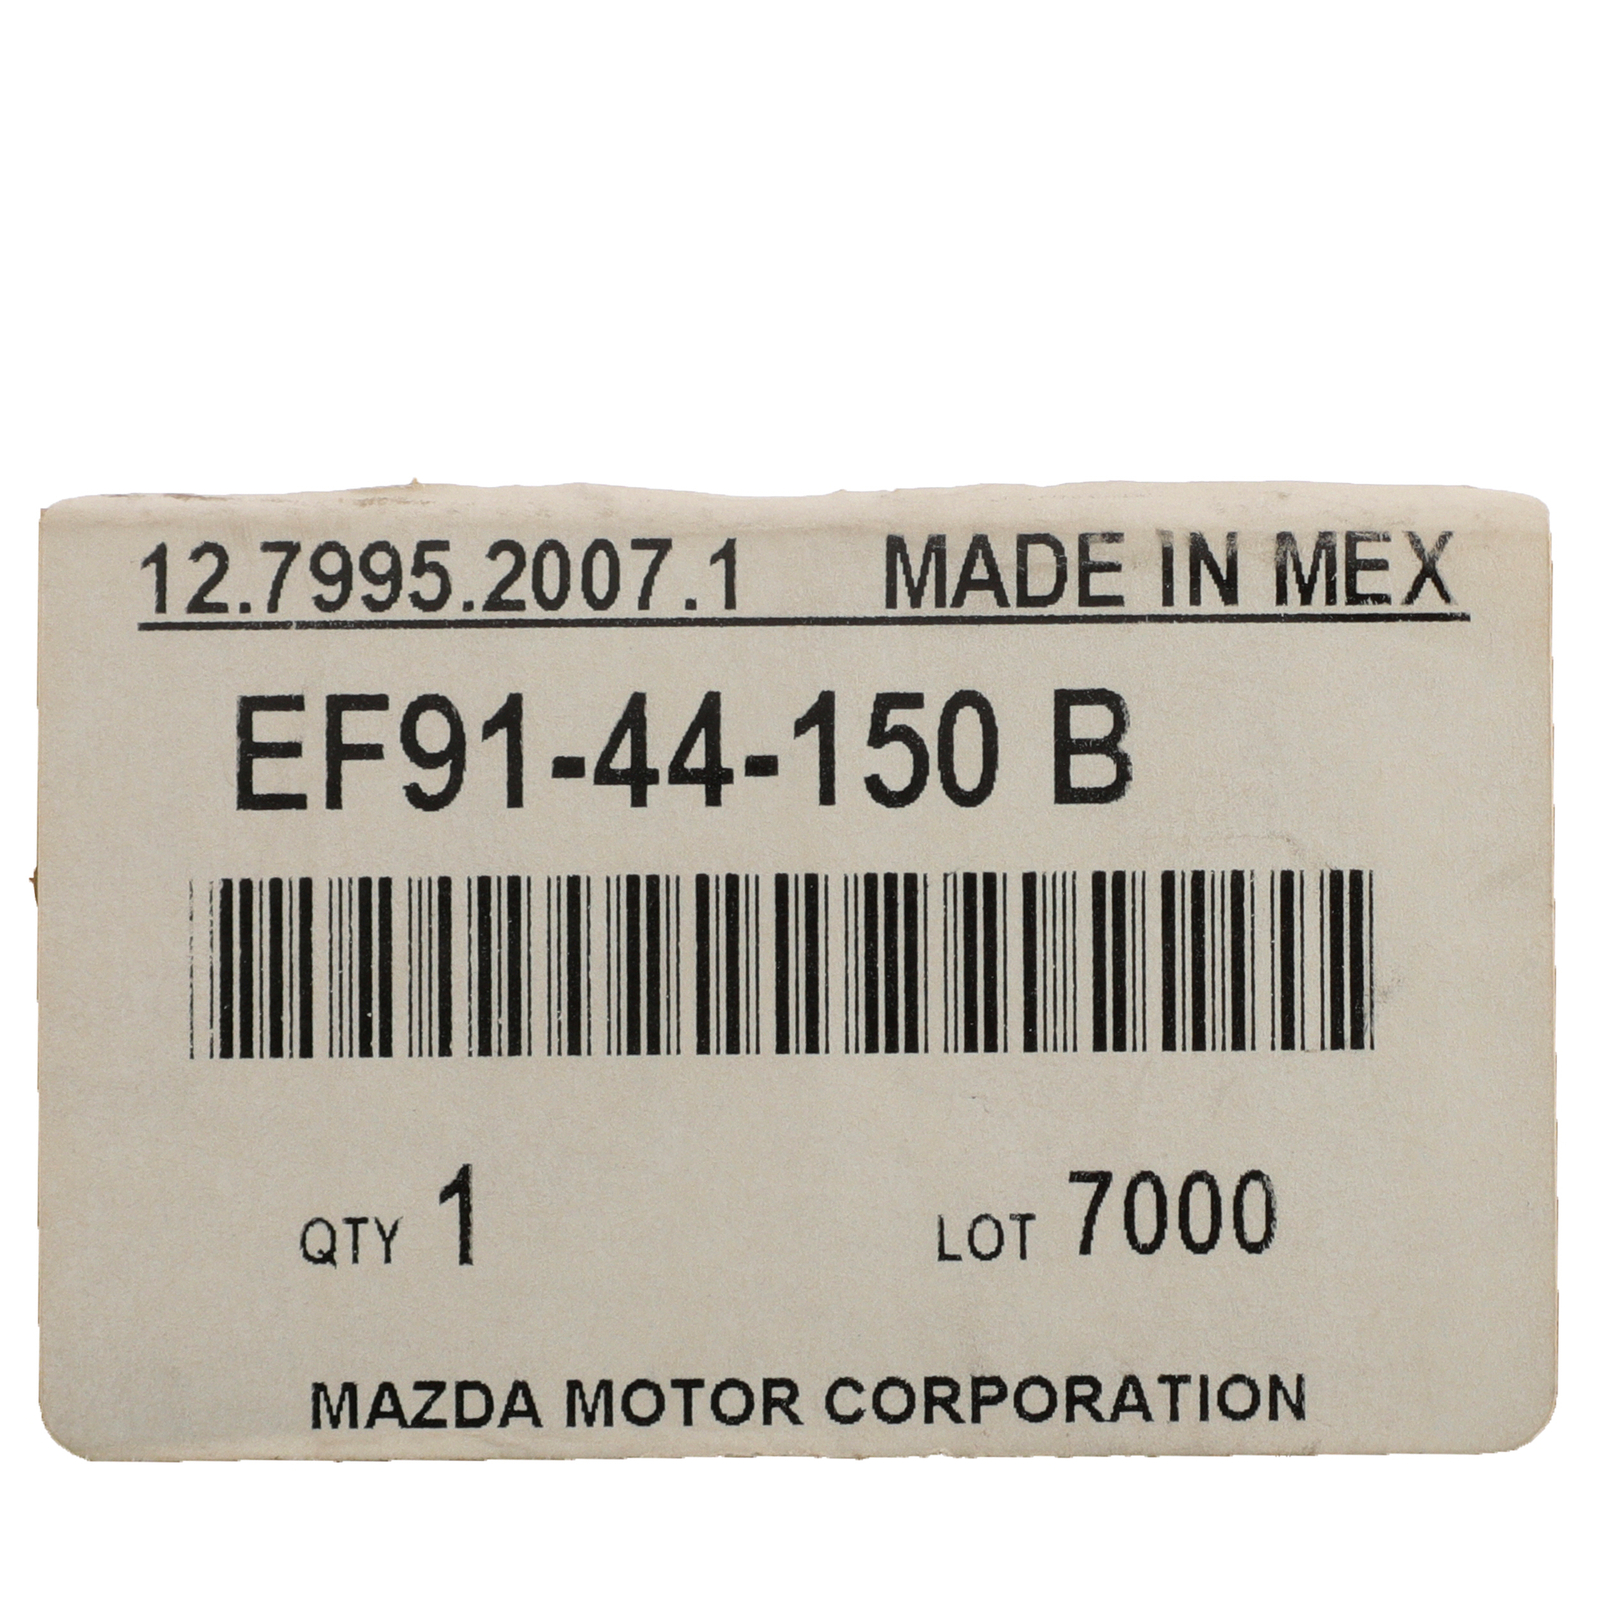 12.7995.2007.1 MADE IN MEX
EF91-44-150 B
QTY 1 LOT 7000
MAZDA MOTOR CORPORATION